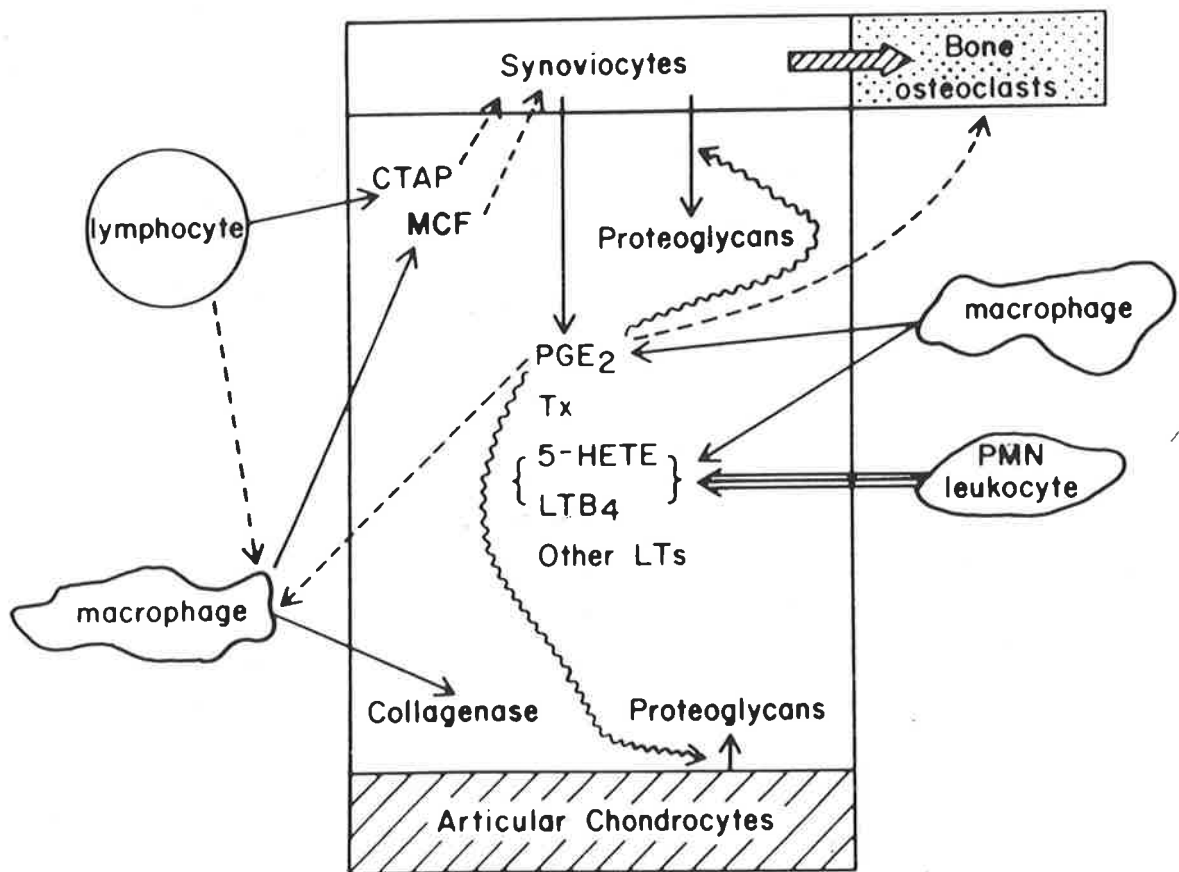 Synoviocytes
Bone
osteoclasts
CTAP
MCF
lymphocyte
Proteoglycans
macrophage
PGE2
Tx
5-HETE
LTB4
Other LTs
PMN
leukocyte
macrophage
Collagenase
Proteoglycans
Articular Chondrocytes